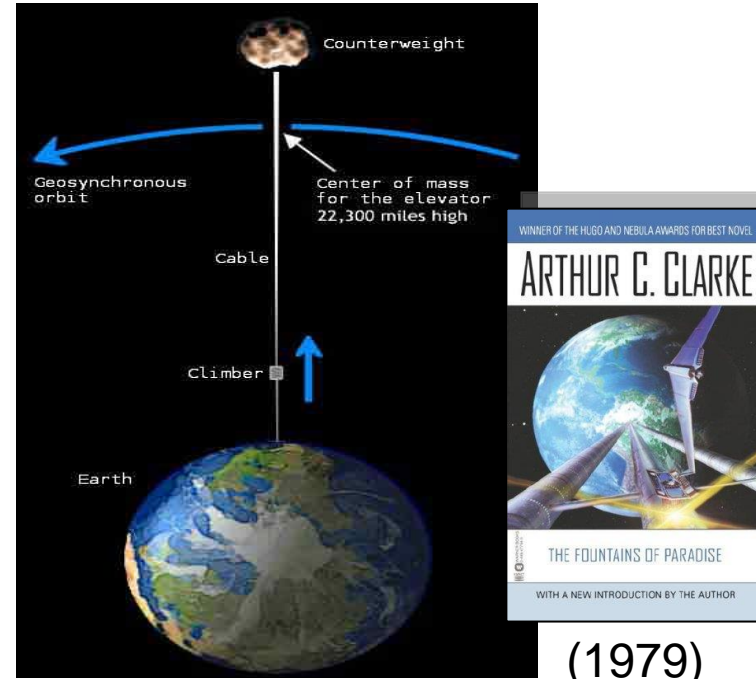 Counterweight
Geosynchronous
orbit
Center of mass
for the elevator
22,300 miles high
Cable
Climber
Earth
WINNER OF THE HUGO AND NEBULA AWARDS FOR BEST NOVEL
ARTHUR C. CLARKE
THE FOUNTAINS OF PARADISE
WITH A NEW INTRODUCTION BY THE AUTHOR
(1979)